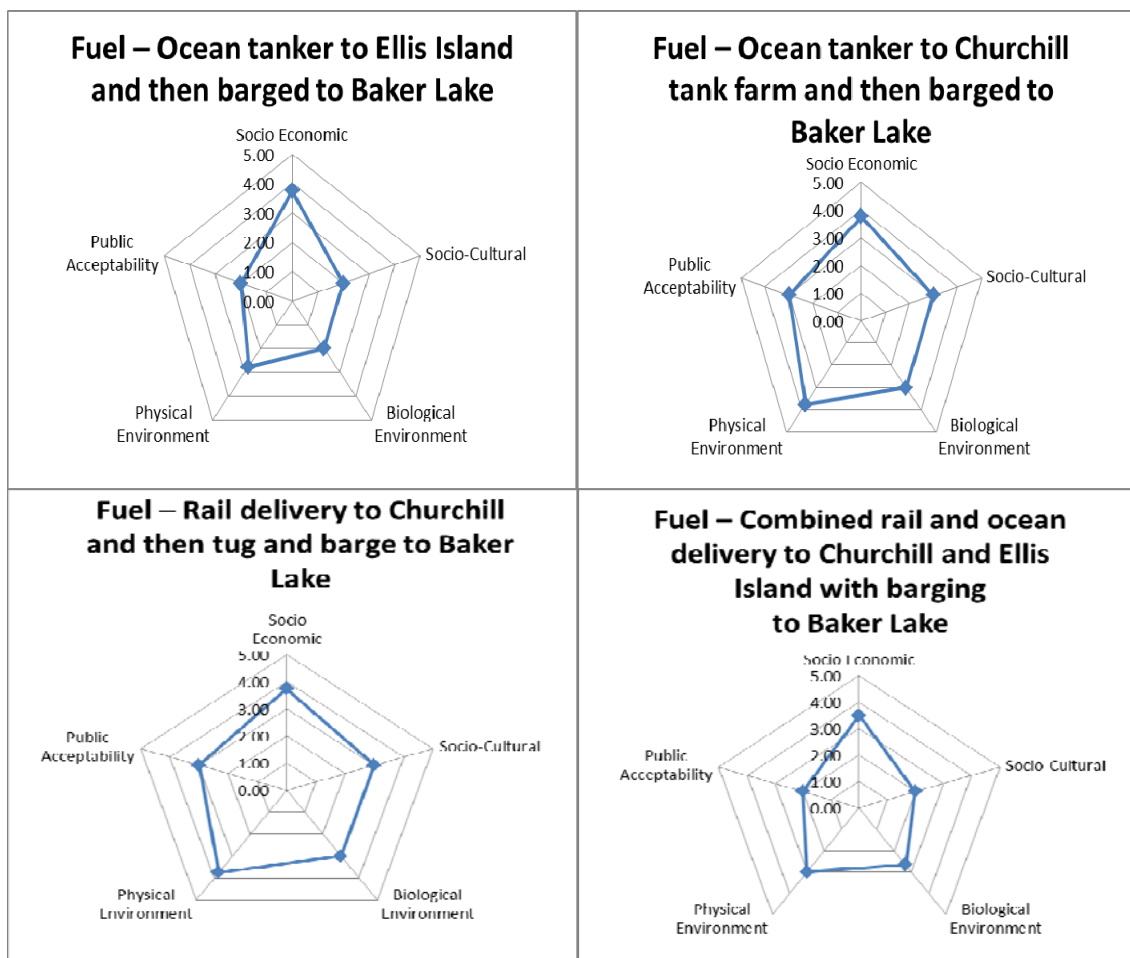 Fuel – Ocean tanker to Ellis Island
and then barged to Baker Lake
Socio Economic
5.00
4.00
3.00
2.00
1.00
0.00
Public
Acceptability
Socio-Cultural
Physical
Environment
Biological
Environment
Fuel – Ocean tanker to Churchill
tank farm and then barged to
Baker Lake
Socio Economic
5.00
4.00
3.00
2.00
1.00
0.00
Public
Acceptability
Socio-Cultural
Physical
Environment
Biological
Environment
Fuel – Rail delivery to Churchill
and then tug and barge to Baker
Lake
Socio
Economic
5.00
4.00
3.00
2.00
1.00
0.00
Public
Acceptability
Socio-Cultural
Physical
Environment
Biological
Environment
Fuel – Combined rail and ocean
delivery to Churchill and Ellis
Island with barging
to Baker Lake
Socio Economic
5.00
4.00
3.00
2.00
1.00
0.00
Public
Acceptability
Socio-Cultural
Physical
Environment
Biological
Environment